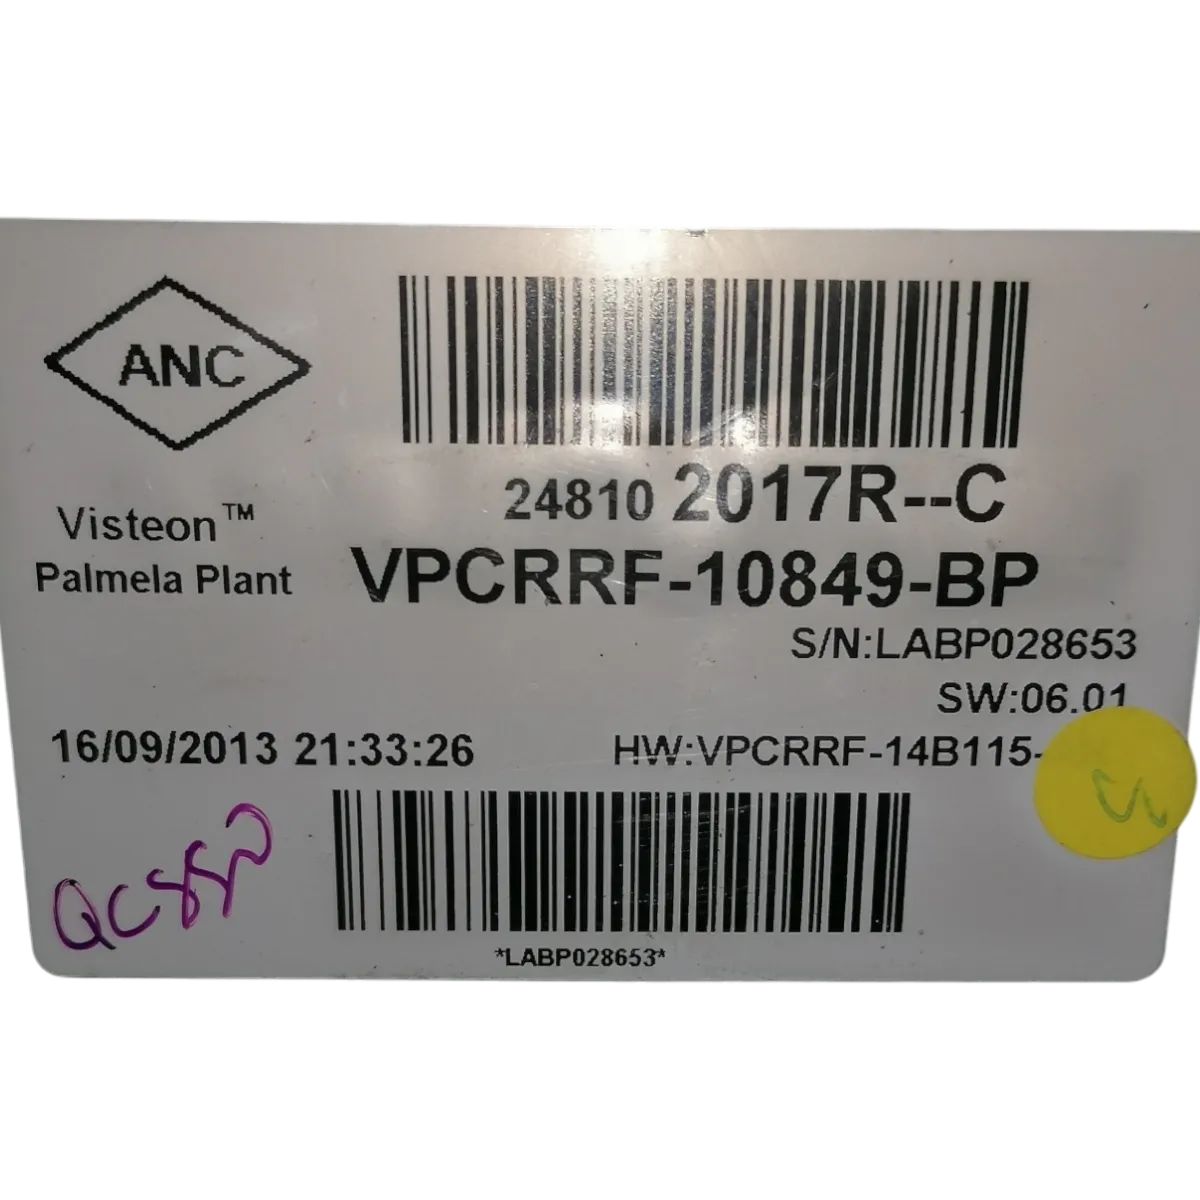 ANC
24810 2017R--C
Visteon™
Palmela Plant
VPCRRF-10849-BP
S/N:LABP028653
SW:06.01
16/09/2013 21:33:26
HW:VPCRRF-14B115-
*LABP028653*